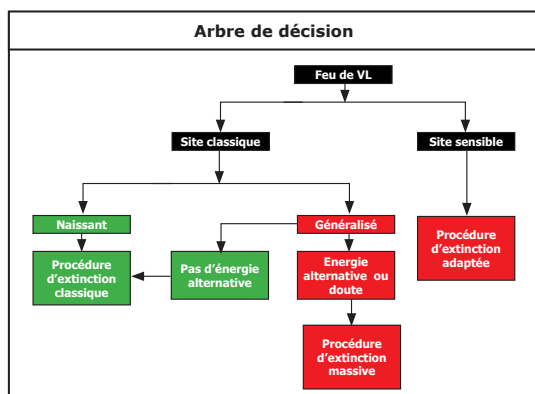 Arbre de décision
Feu de VL
Site classique
Site sensible
Naissant
Généralisé
Procédure
d'extinction
classique
Pas d'énergie
alternative
Energie
alternative ou
doute
Procédure
d'extinction
adaptée
Procédure
d'extinction
massive